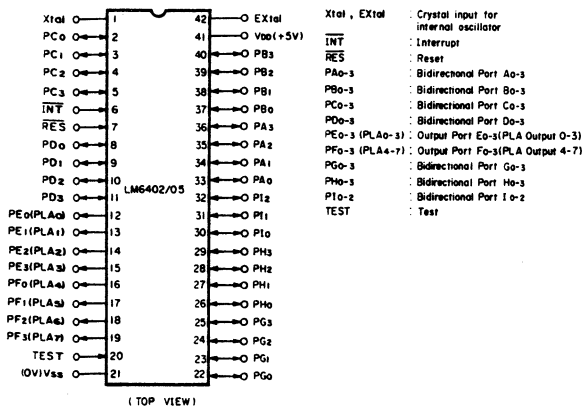 Xtal 1 42 EXtal
PC0 2 41 VDD(+5V)
PC1 3 40 PB3
PC2 4 39 PB2
PC3 5 38 PB1
INT 6 37 PB0
RES 7 36 PA3
PD0 8 35 PA2
PD1 9 34 PA1
PD2 10 33 PA0
LM6402/05
PD3 11 32 PI2
PE0(PLA0) 12 31 PI1
PE1(PLA1) 13 30 PI0
PE2(PLA2) 14 29 PH3
PE3(PLA3) 15 28 PH2
PF0(PLA4) 16 27 PH1
PF1(PLA5) 17 26 PH0
PF2(PLA6) 18 25 PG3
PF3(PLA7) 19 24 PG2
TEST 20 23 PG1
(0V)Vss 21 22 PG0
(TOP VIEW)
Xtal, EXtal : Crystal input for
internal oscillator
INT : Interrupt
RES : Reset
PA0-3 : Bidirectional Port A0-3
PB0-3 : Bidirectional Port B0-3
PC0-3 : Bidirectional Port C0-3
PD0-3 : Bidirectional Port D0-3
PE0-3 (PLA0-3) : Output Port E0-3(PLA Output 0-3)
PF0-3 (PLA4-7) : Output Port F0-3(PLA Output 4-7)
PG0-3 : Bidirectional Port G0-3
PH0-3 : Bidirectional Port H0-3
PI0-2 : Bidirectional Port I0-2
TEST : Test